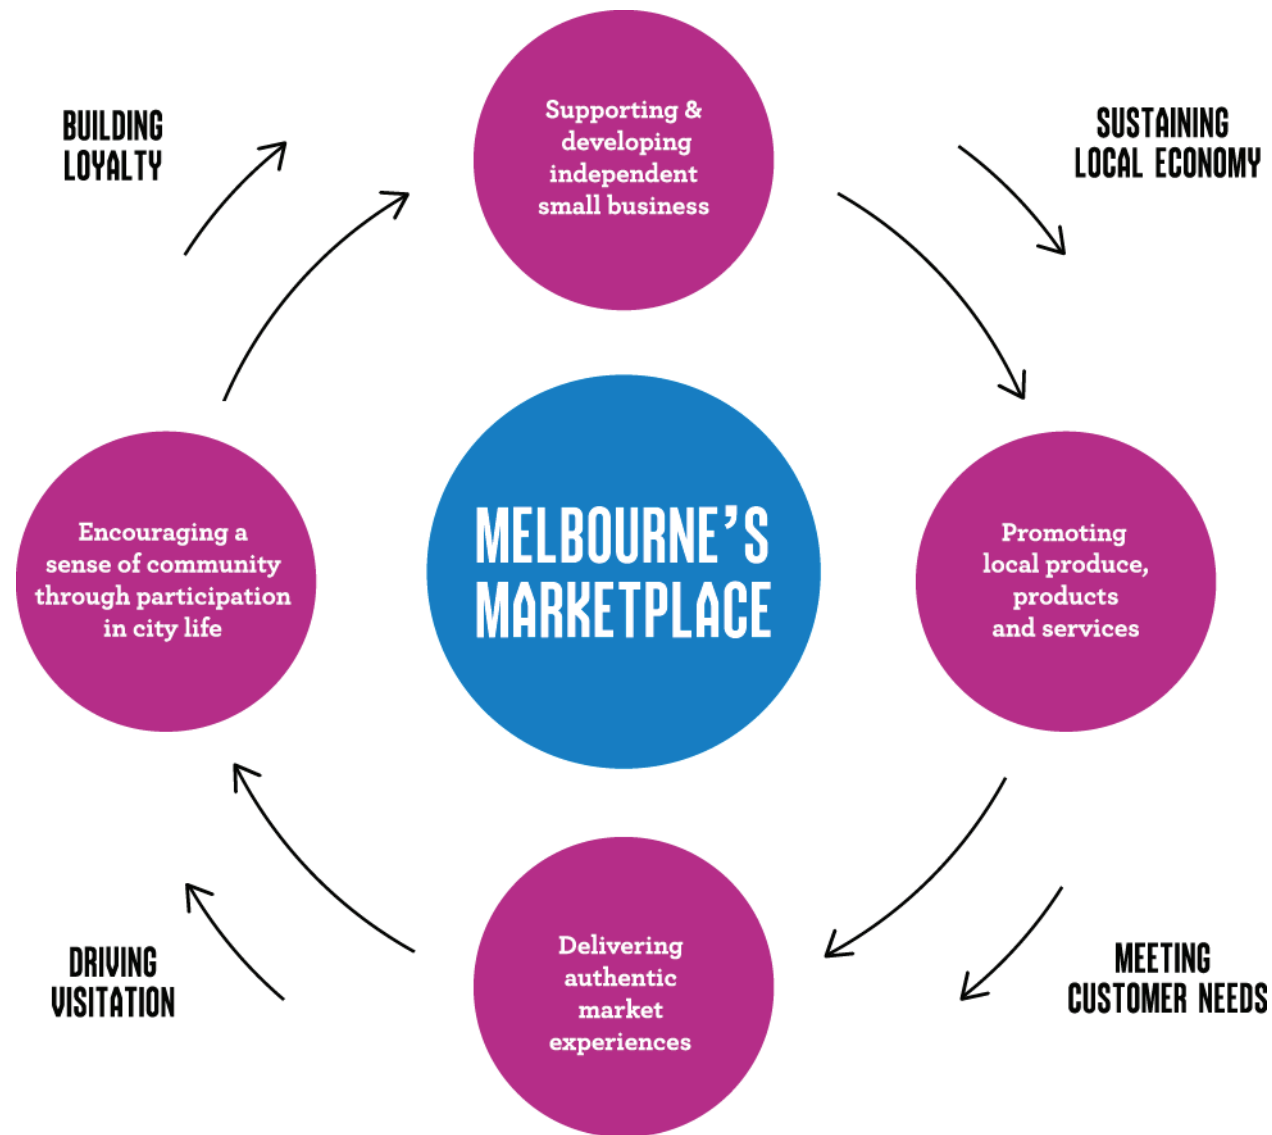 BUILDING
LOYALTY
Supporting &
developing
independent
small business
SUSTAINING
LOCAL ECONOMY
Encouraging a
sense of community
through participation
in city life
MELBOURNE'S
MARKETPLACE
Promoting
local produce,
products
and services
DRIVING
VISITATION
Delivering
authentic
market
experiences
MEETING
CUSTOMER NEEDS